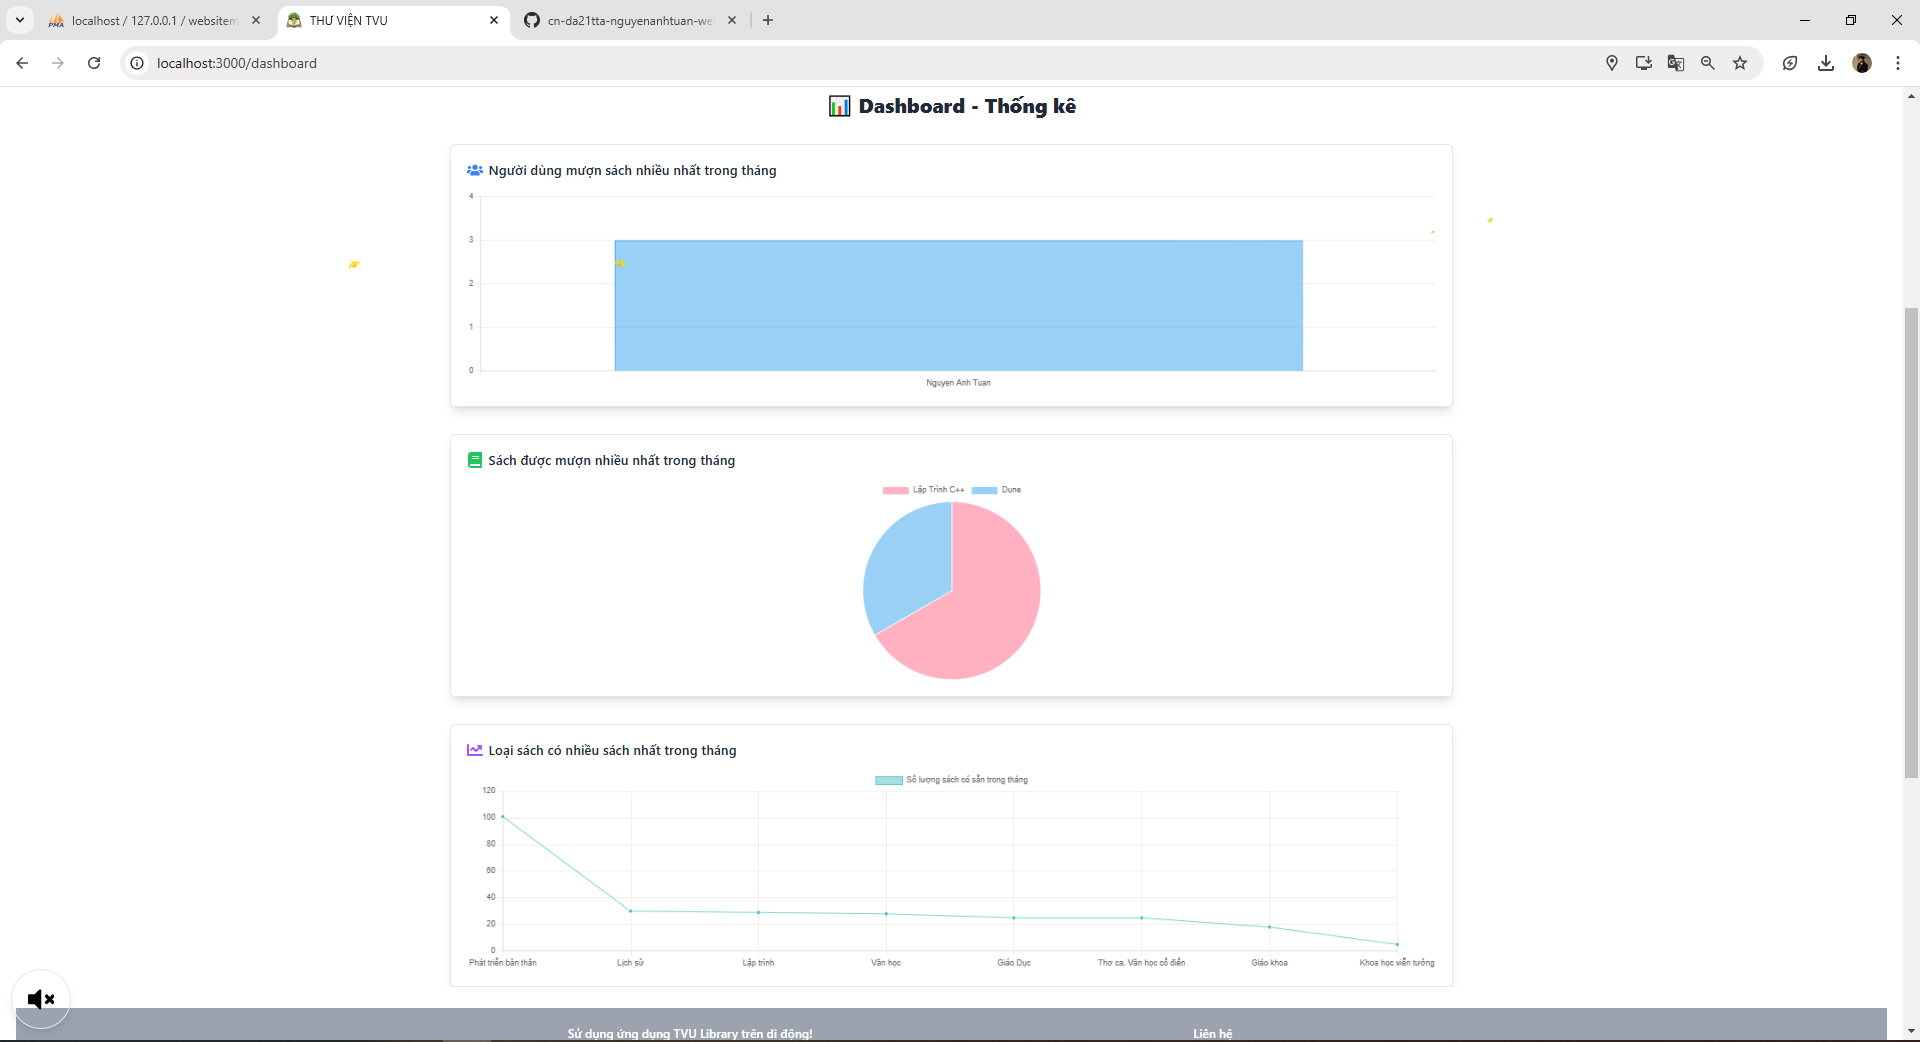 localhost / 127.0.0.1 / websitem
THƯ VIỆN TVU
cn-da21tta-nguyenanhtuan-we
localhost:3000/dashboard
Dashboard - Thống kê
Người dùng mượn sách nhiều nhất trong tháng
4
3
2
1
0
Nguyen Anh Tuan
Sách được mượn nhiều nhất trong tháng
Lập Trình C++ Dune
Loại sách có nhiều sách nhất trong tháng
Số lượng sách có sẵn trong tháng
120
100
80
60
40
20
0
Phát triển bản thân Lịch sử Lập trình Văn học Giáo Dục Thơ ca, Văn học cổ điển Giáo khoa Khoa học viễn tưởng
Sử dụng ứng dụng TVU Library trên di động! Liên hệ